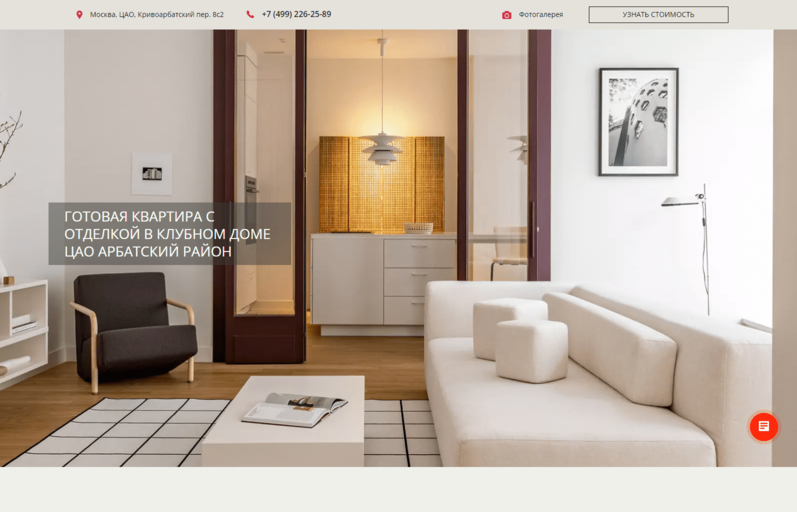 Москва, ЦАО, Кривоарбатский пер. 8с2
+7 (499) 226-25-89
Фотогалерея
УЗНАТЬ СТОИМОСТЬ
ГОТОВАЯ КВАРТИРА С
ОТДЕЛКОЙ В КЛУБНОМ ДОМЕ
ЦАО АРБАТСКИЙ РАЙОН